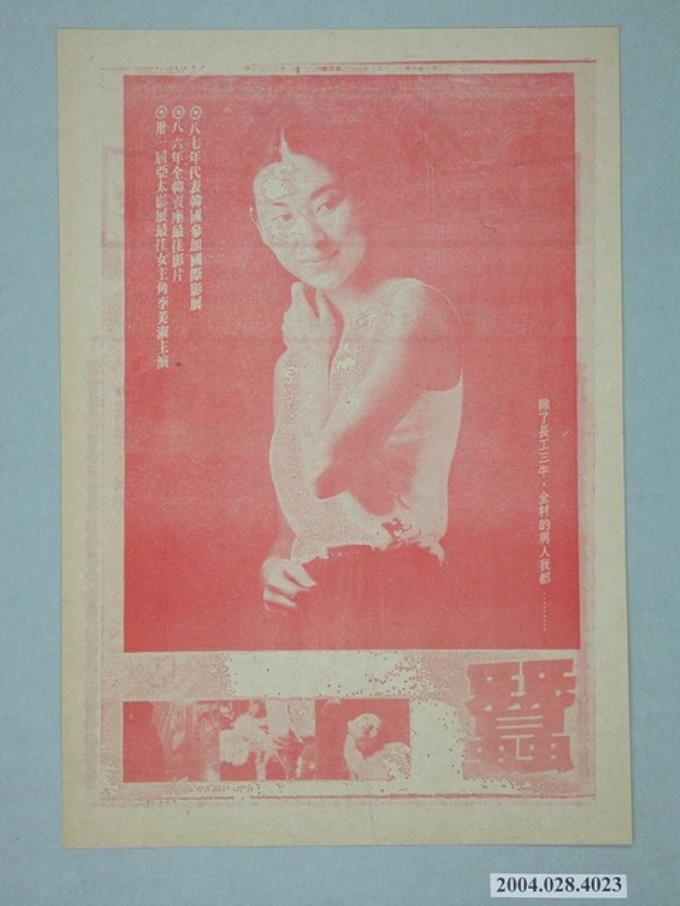 ◎八七年代表韓國參加國際影展
◎八六年全韓賣座最佳影片
◎卅一屆亞太影展最佳女主角李美淑主演
除了長工三牛，全村的男人我都………
蠶
2004.028.4023